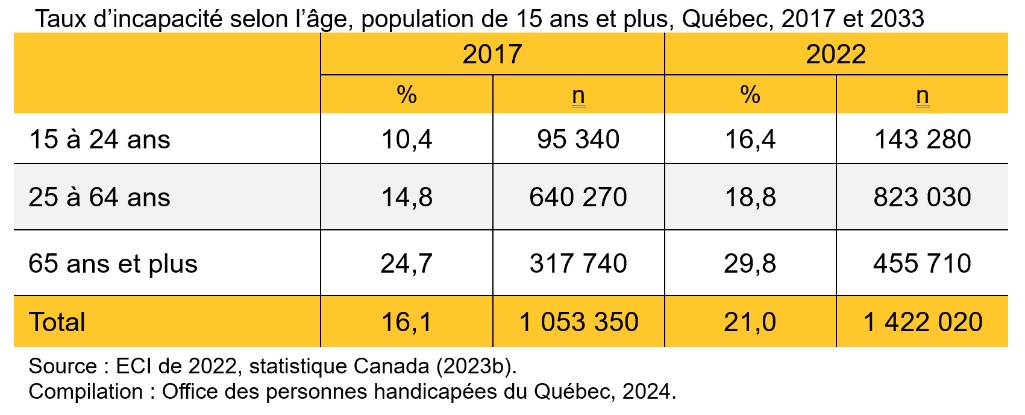 Taux d’incapacité selon l’âge, population de 15 ans et plus, Québec, 2017 et 2033
2017 2022
% n % n
15 à 24 ans 10,4 95 340 16,4 143 280
25 à 64 ans 14,8 640 270 18,8 823 030
65 ans et plus 24,7 317 740 29,8 455 710
Total 16,1 1 053 350 21,0 1 422 020
Source : ECI de 2022, statistique Canada (2023b).
Compilation : Office des personnes handicapées du Québec, 2024.